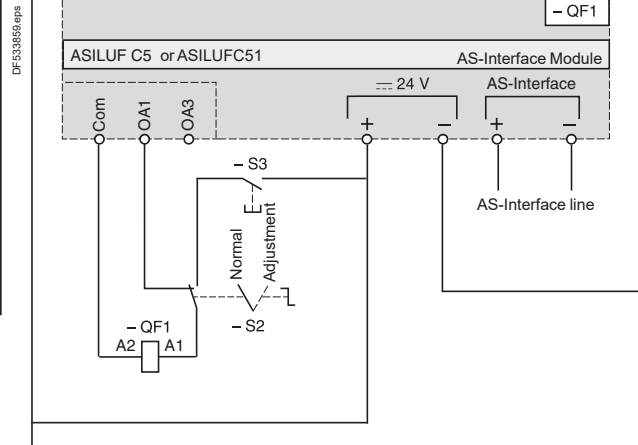 DF533859.eps
– QF1
ASILUF C5 or ASILUFC51
AS-Interface Module
24 V
AS-Interface
Com
OA1
OA3
+
–
+
–
– S3
AS-Interface line
Normal
Adjustment
– S2
– QF1
A2
A1